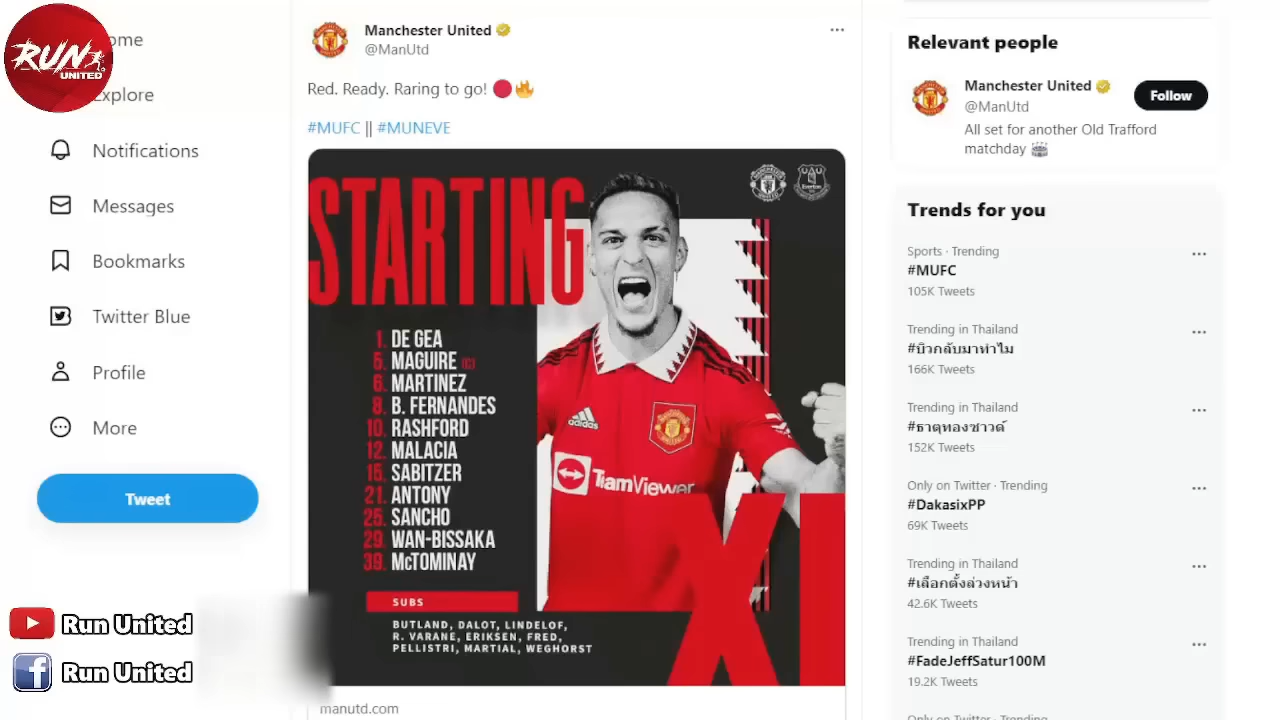 RUN
UNITED
ome
Explore
Notifications
Messages
Bookmarks
Twitter Blue
Profile
More
Tweet
Run United
Run United
Manchester United
@ManUtd
Red. Ready. Raring to go! 🔴🔥
#MUFC || #MUNEVE
STARTING
XI
1. DE GEA
5. MAGUIRE (C)
6. MARTINEZ
8. B. FERNANDES
10. RASHFORD
12. MALACIA
15. SABITZER
21. ANTONY
25. SANCHO
29. WAN-BISSAKA
39. McTOMINAY
SUBS
BUTLAND, DALOT, LINDELOF,
R. VARANE, ERIKSEN, FRED,
PELLISTRI, MARTIAL, WEGHORST
adidas
TeamViewer
Everton
manutd.com
Relevant people
Manchester United
@ManUtd
Follow
All set for another Old Trafford
matchday 🏟
Trends for you
Sports · Trending
#MUFC
105K Tweets
Trending in Thailand
#บิวกลับมาทำไม
166K Tweets
Trending in Thailand
#ธาตุทองซาวด์
152K Tweets
Only on Twitter · Trending
#DakasixPP
69K Tweets
Trending in Thailand
#เลือกตั้งล่วงหน้า
42.6K Tweets
Trending in Thailand
#FadeJeffSatur100M
19.2K Tweets
Only on Twitter · Trending